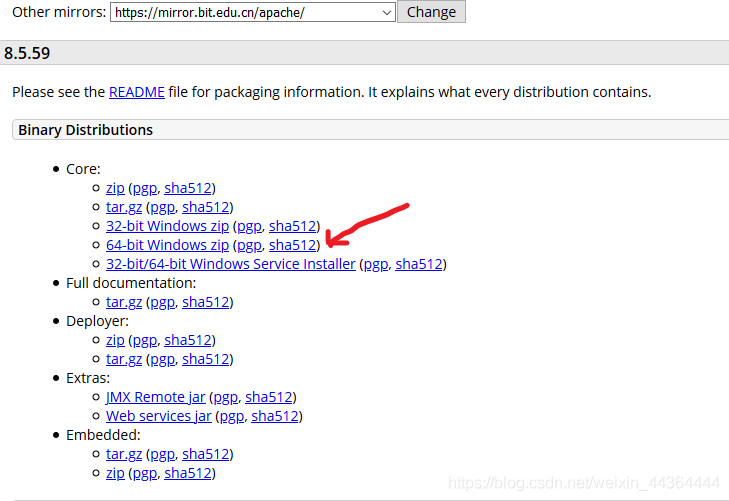 Other mirrors: https://mirror.bit.edu.cn/apache/ Change
8.5.59
Please see the README file for packaging information. It explains what every distribution contains.
Binary Distributions
Core:
zip (pgp, sha512)
tar.gz (pgp, sha512)
32-bit Windows zip (pgp, sha512)
64-bit Windows zip (pgp, sha512)
32-bit/64-bit Windows Service Installer (pgp, sha512)
Full documentation:
tar.gz (pgp, sha512)
Deployer:
zip (pgp, sha512)
tar.gz (pgp, sha512)
Extras:
JMX Remote jar (pgp, sha512)
Web services jar (pgp, sha512)
Embedded:
tar.gz (pgp, sha512)
zip (pgp, sha512)
https://blog.csdn.net/weixin_44364444